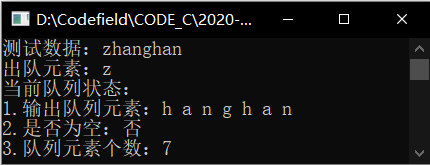 D:\Codefield\CODE_C\2020-...
测试数据：zhanghan
出队元素：z
当前队列状态：
1.输出队列元素：h a n g h a n
2.是否为空：否
3.队列元素个数：7